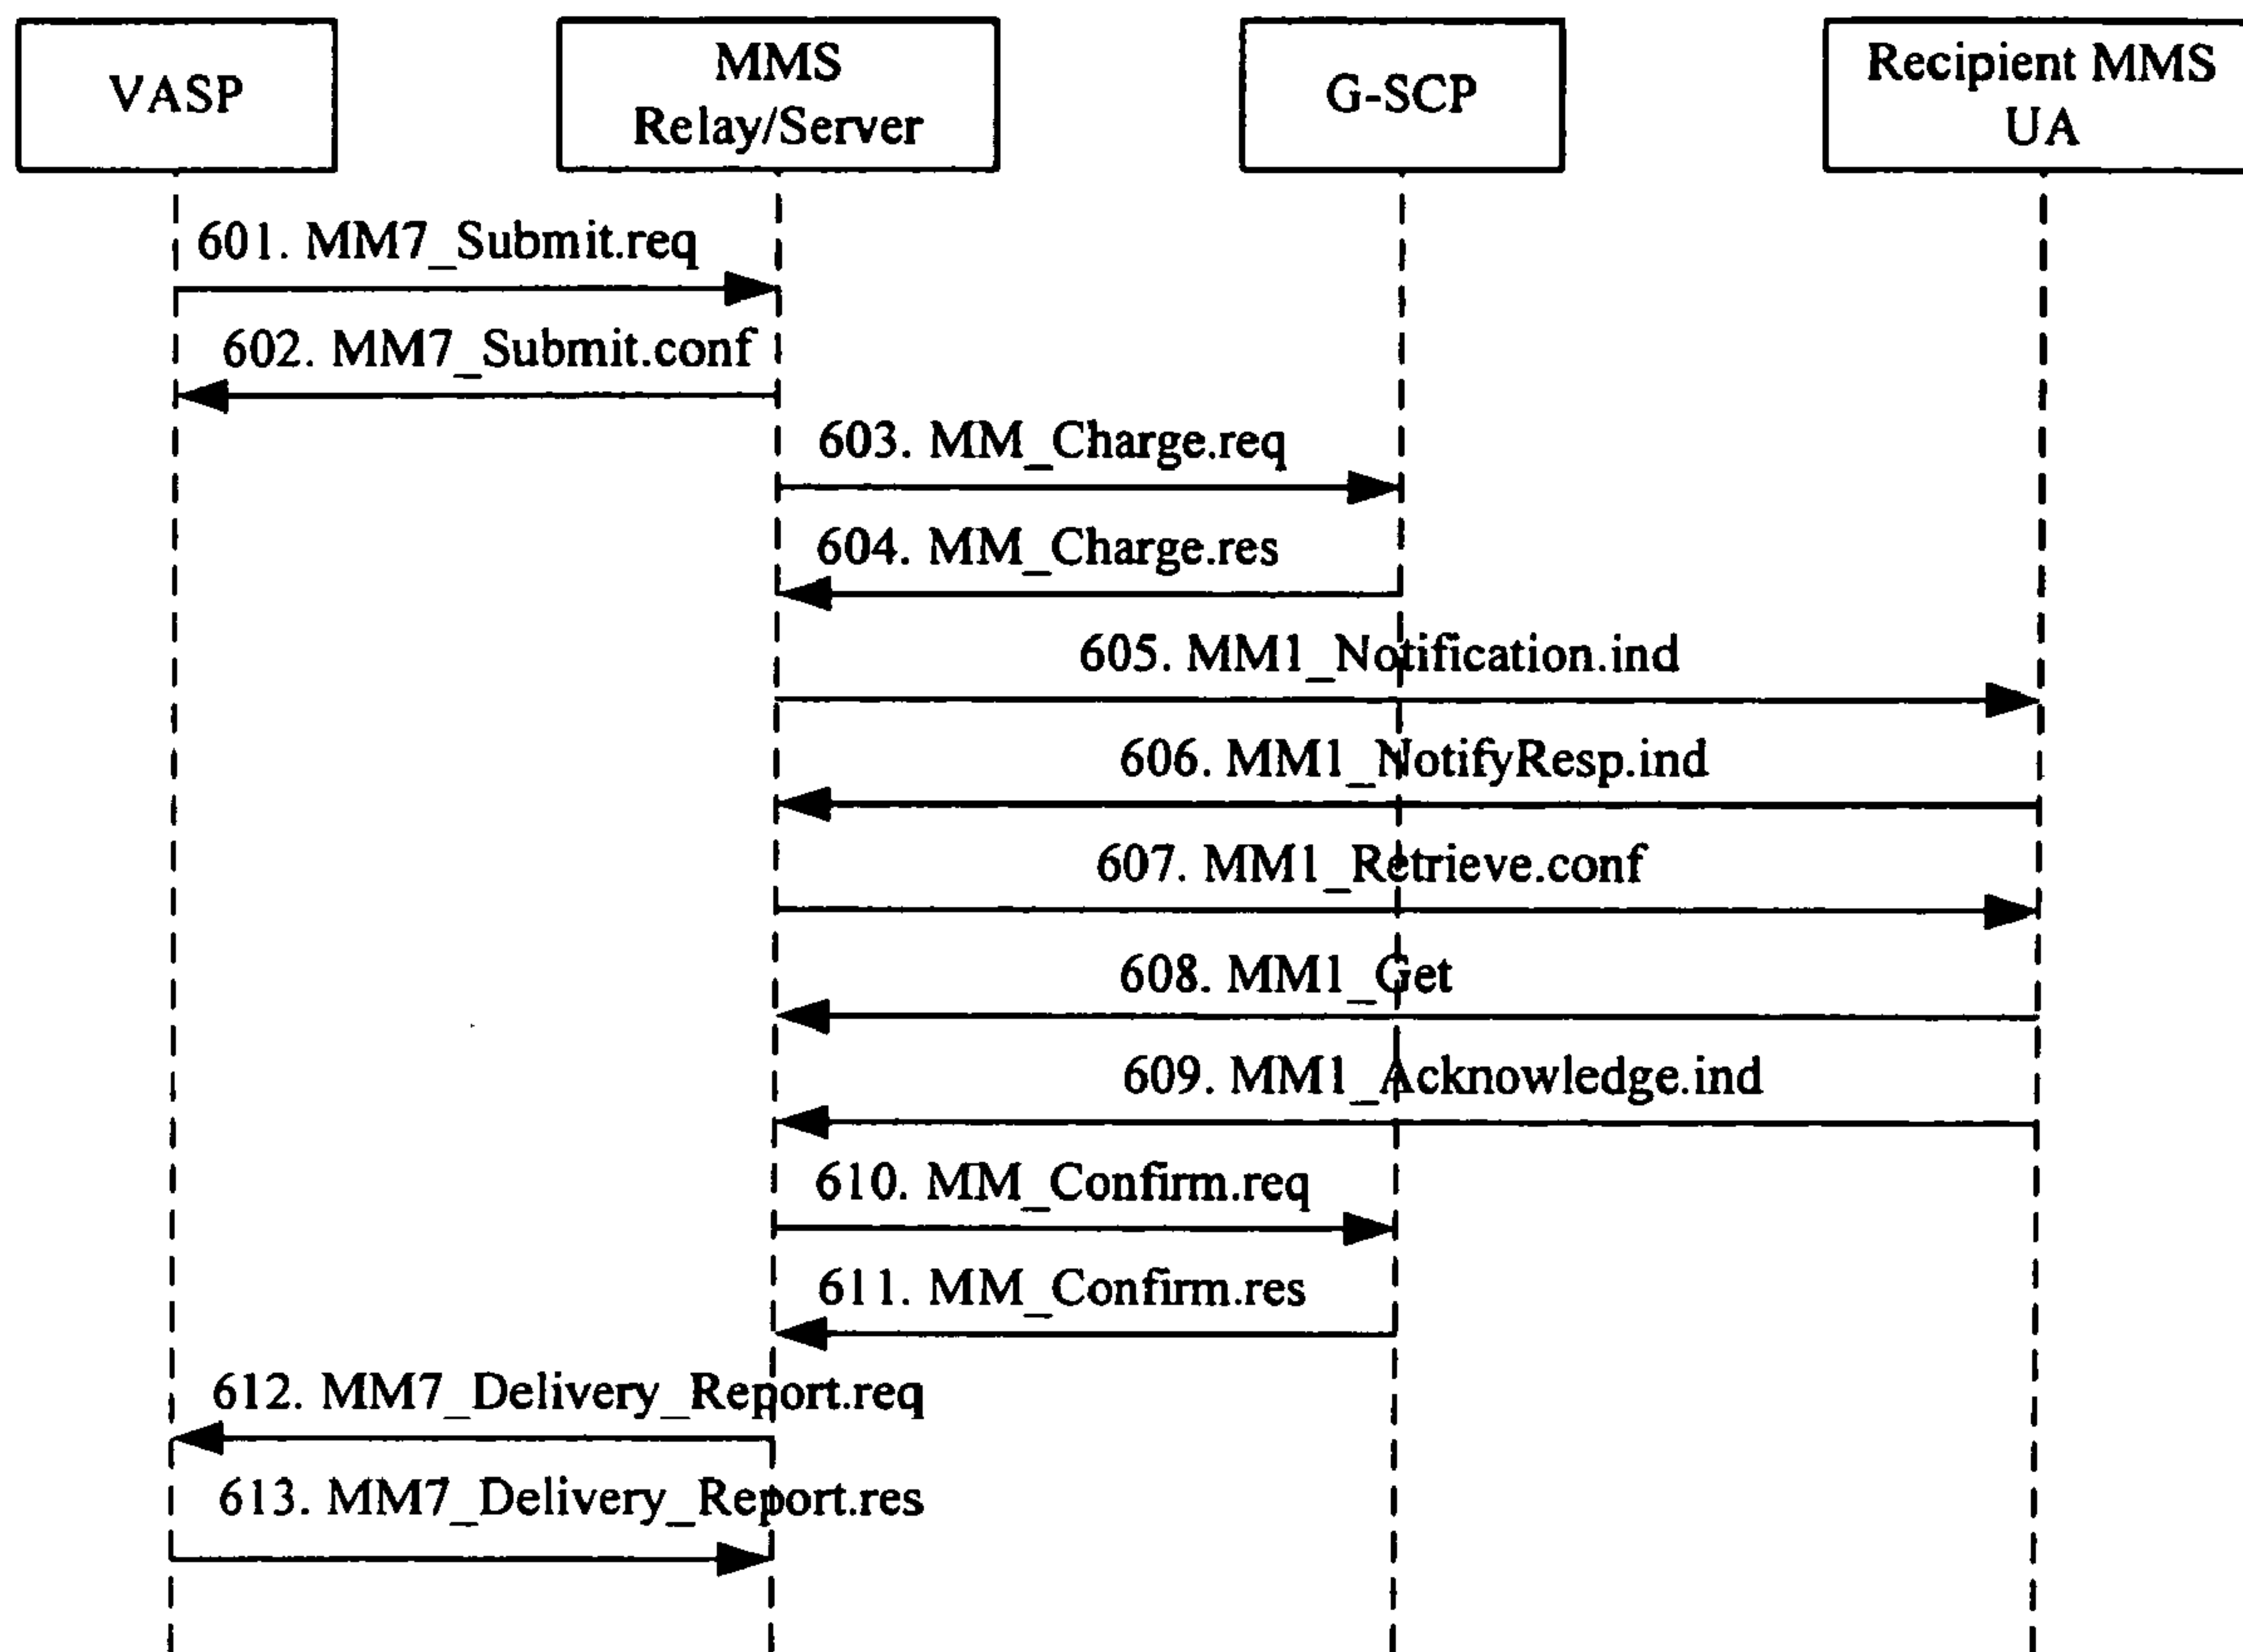 VASP
MMS
Relay/Server
G-SCP
Recipient MMS
UA
601. MM7_Submit.req
602. MM7_Submit.conf
603. MM_Charge.req
604. MM_Charge.res
605. MM1_Notification.ind
606. MM1_NotifyResp.ind
607. MM1_Retrieve.conf
608. MM1_Get
609. MM1_Acknowledge.ind
610. MM_Confirm.req
611. MM_Confirm.res
612. MM7_Delivery_Report.req
613. MM7_Delivery_Report.res